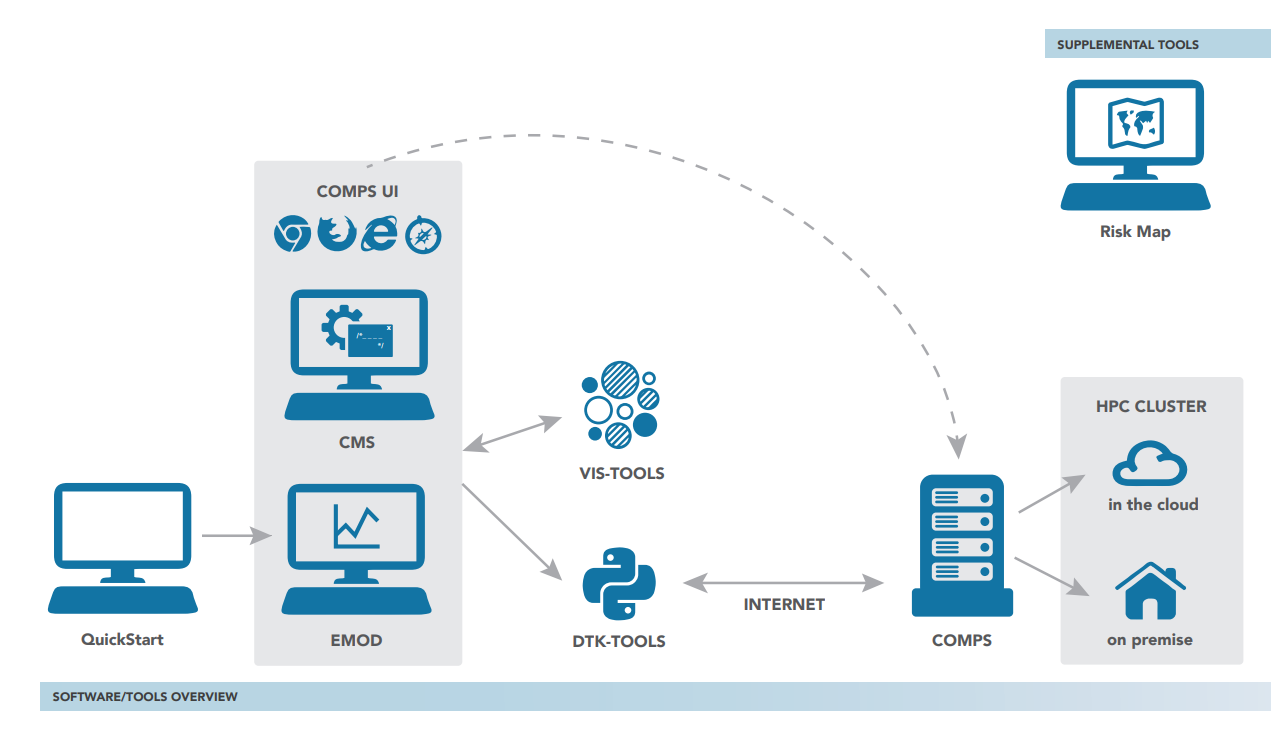 SUPPLEMENTAL TOOLS
Risk Map
COMPS UI
CMS
VIS-TOOLS
HPC CLUSTER
in the cloud
QuickStart
EMOD
DTK-TOOLS
INTERNET
COMPS
on premise
SOFTWARE/TOOLS OVERVIEW
x
/*____
*/